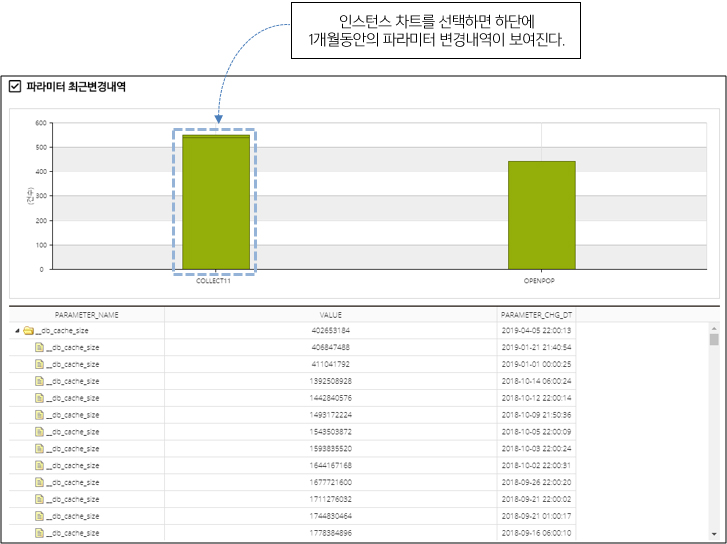 인스턴스 차트를 선택하면 하단에
1개월동안의 파라미터 변경내역이 보여진다.
파라미터 최근변경내역
600
500
400
300
200
100
0
(건수)
COLLECT11 OPENPOP
PARAMETER_NAME VALUE PARAMETER_CHG_DT
__db_cache_size 402653184 2019-04-05 22:00:13
__db_cache_size 406847488 2019-01-21 21:40:54
__db_cache_size 411041792 2019-01-01 00:00:25
__db_cache_size 1392508928 2018-10-14 06:00:24
__db_cache_size 1442840576 2018-10-12 22:00:14
__db_cache_size 1493172224 2018-10-09 21:50:36
__db_cache_size 1543503872 2018-10-05 22:00:09
__db_cache_size 1593835520 2018-10-03 22:00:24
__db_cache_size 1644167168 2018-10-02 22:00:31
__db_cache_size 1677721600 2018-09-26 22:00:20
__db_cache_size 1711276032 2018-09-21 22:00:02
__db_cache_size 1744830464 2018-09-21 01:00:17
__db_cache_size 1778384896 2018-09-16 06:00:10